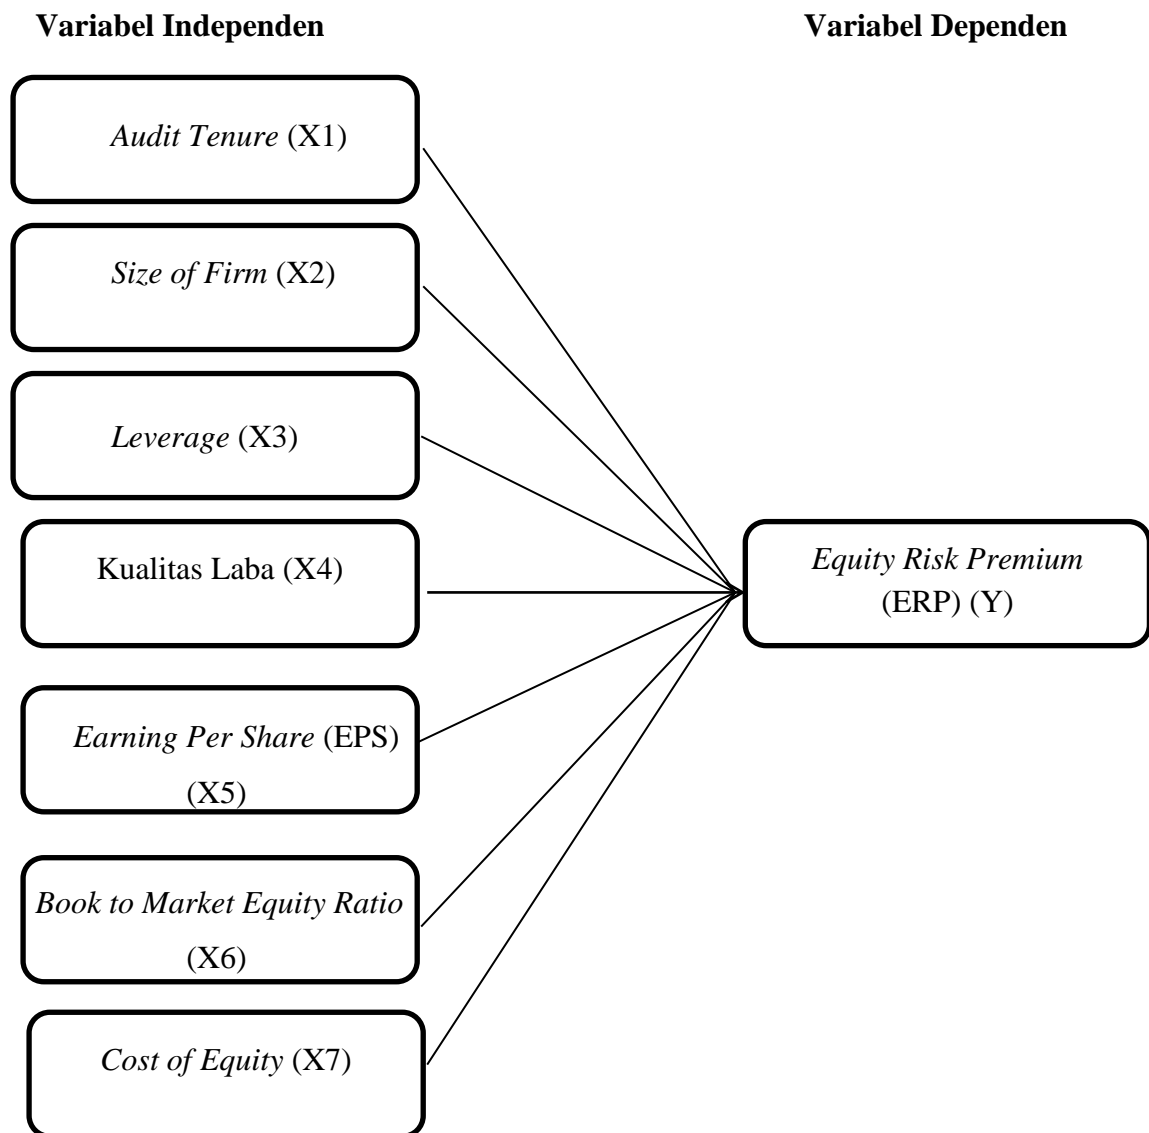 Variabel Independen
Variabel Dependen
Audit Tenure (X1)
Size of Firm (X2)
Leverage (X3)
Kualitas Laba (X4)
Earning Per Share (EPS)
(X5)
Book to Market Equity Ratio
(X6)
Cost of Equity (X7)
Equity Risk Premium
(ERP) (Y)